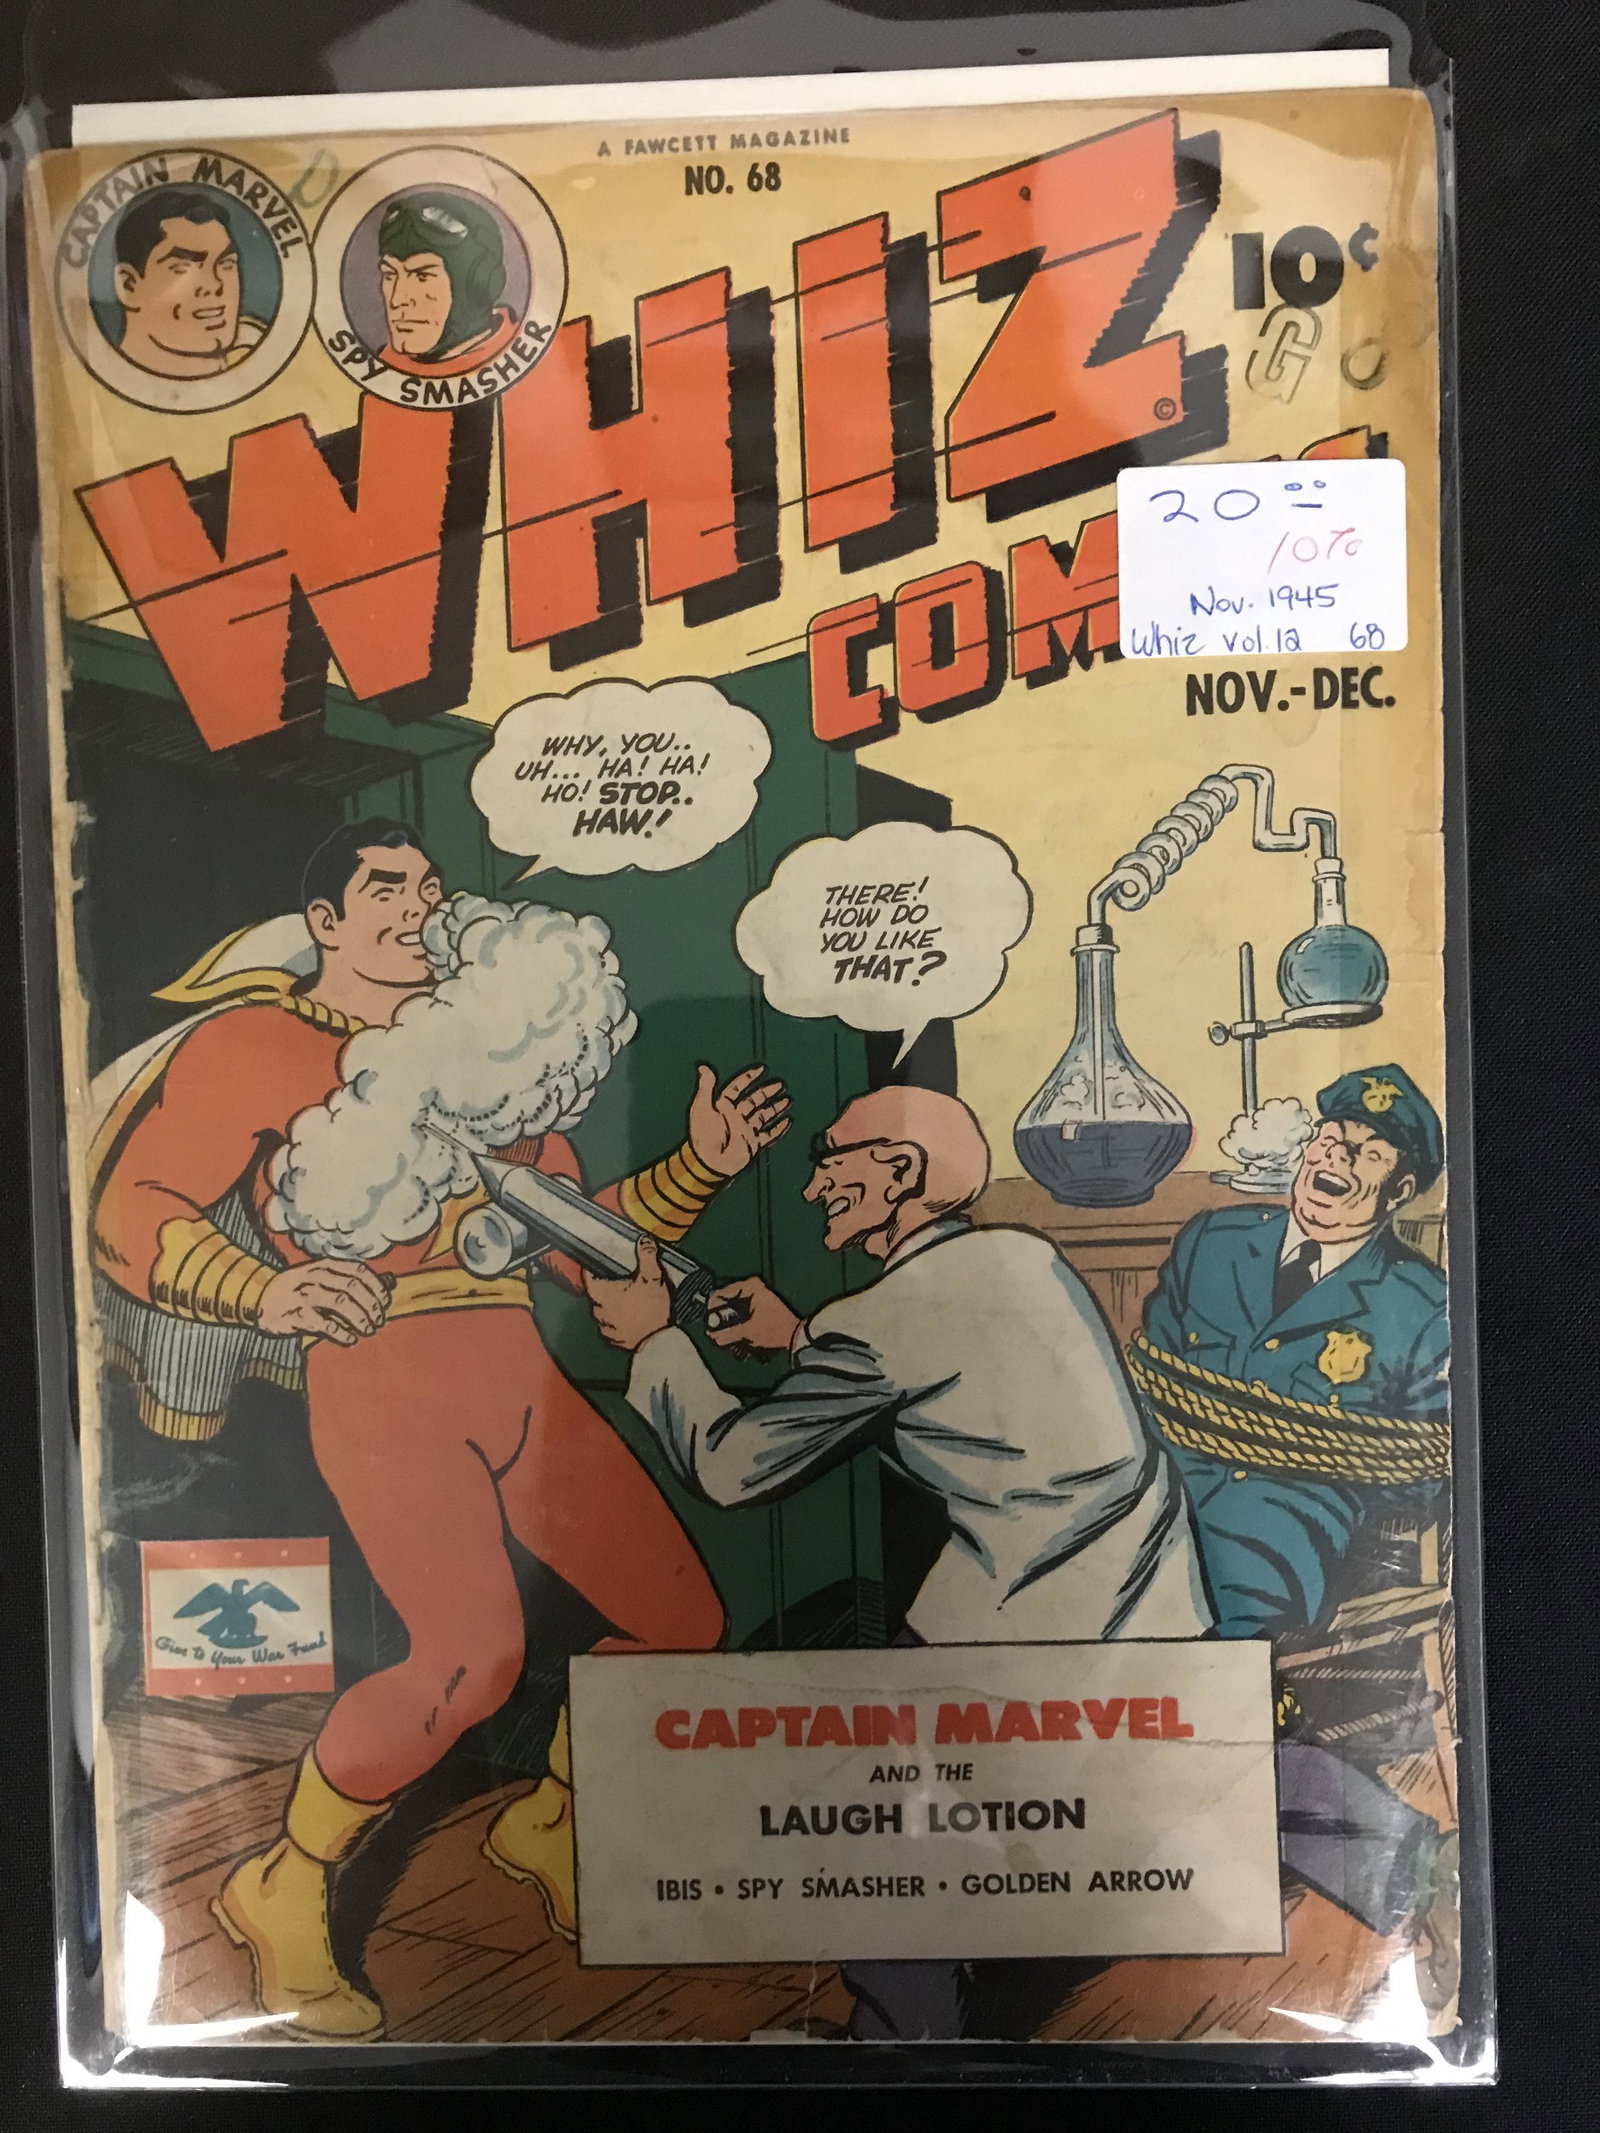 A FAWCETT MAGAZINE
NO. 68
CAPTAIN MARVEL
SPY SMASHER
WHIZ
©
10¢
COM
20.00
10%
Nov. 1945
Whiz vol.12 68
NOV.-DEC.
WHY, YOU..
UH... HA! HA!
HO! STOP..
HAW!
THERE!
HOW DO
YOU LIKE
THAT?
Give to Your War Fund
CAPTAIN MARVEL
AND THE
LAUGH LOTION
IBIS • SPY SMASHER • GOLDEN ARROW